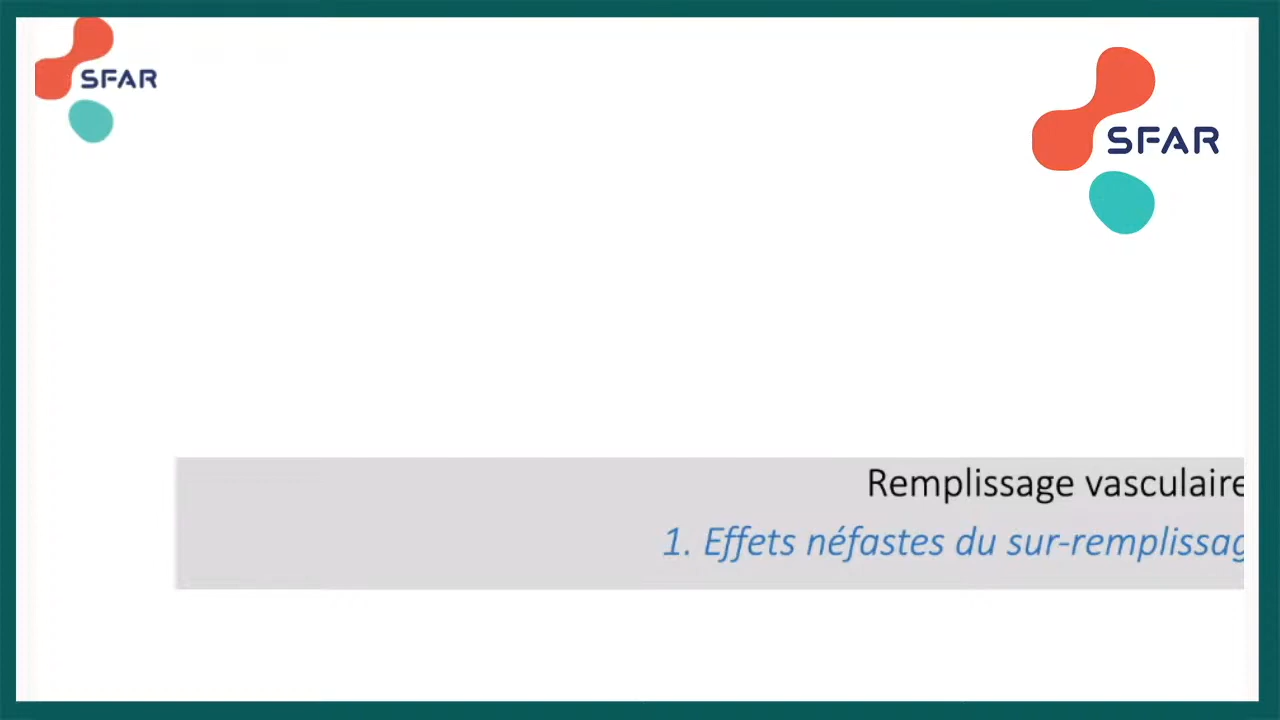 SFAR
SFAR
Remplissage vasculaire
1. Effets néfastes du sur-remplissag